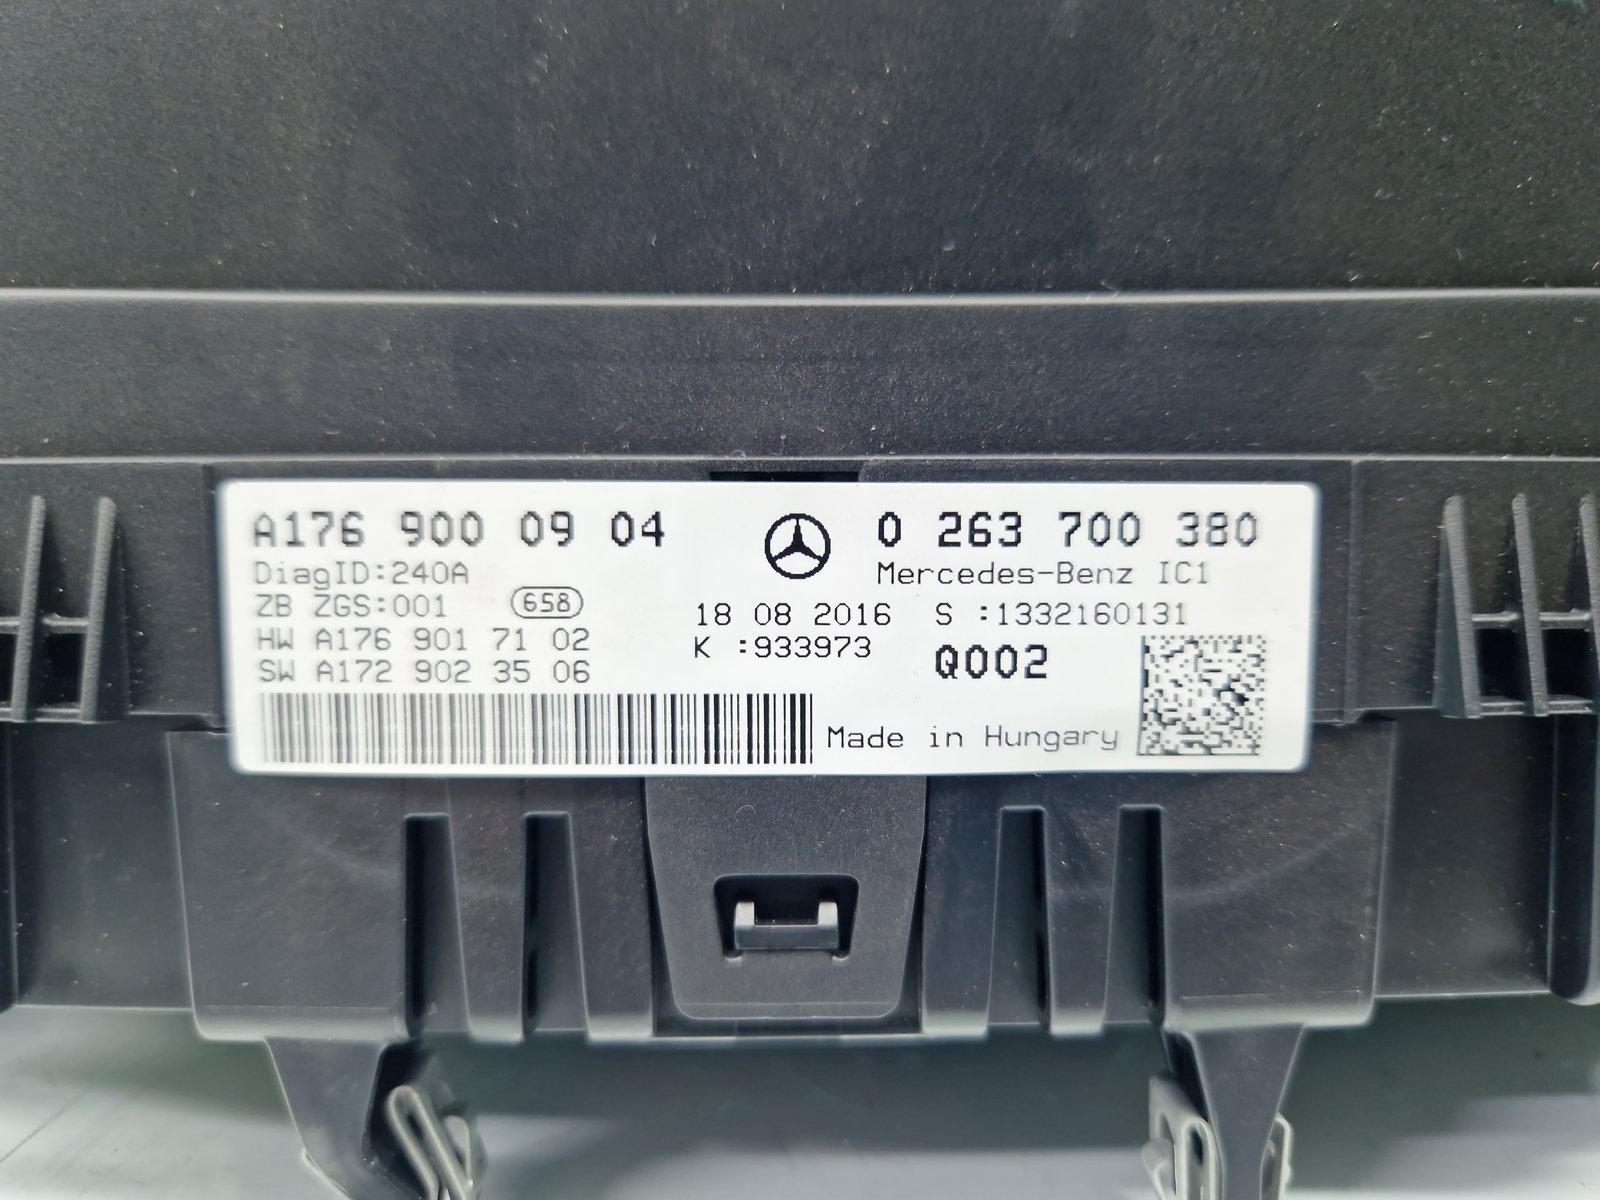 A176 900 09 04
0 263 700 380
DiagID:240A
Mercedes-Benz IC1
ZB ZGS:001
658
18 08 2016
S :1332160131
HW A176 901 71 02
K :933973
Q002
SW A172 902 35 06
Made in Hungary